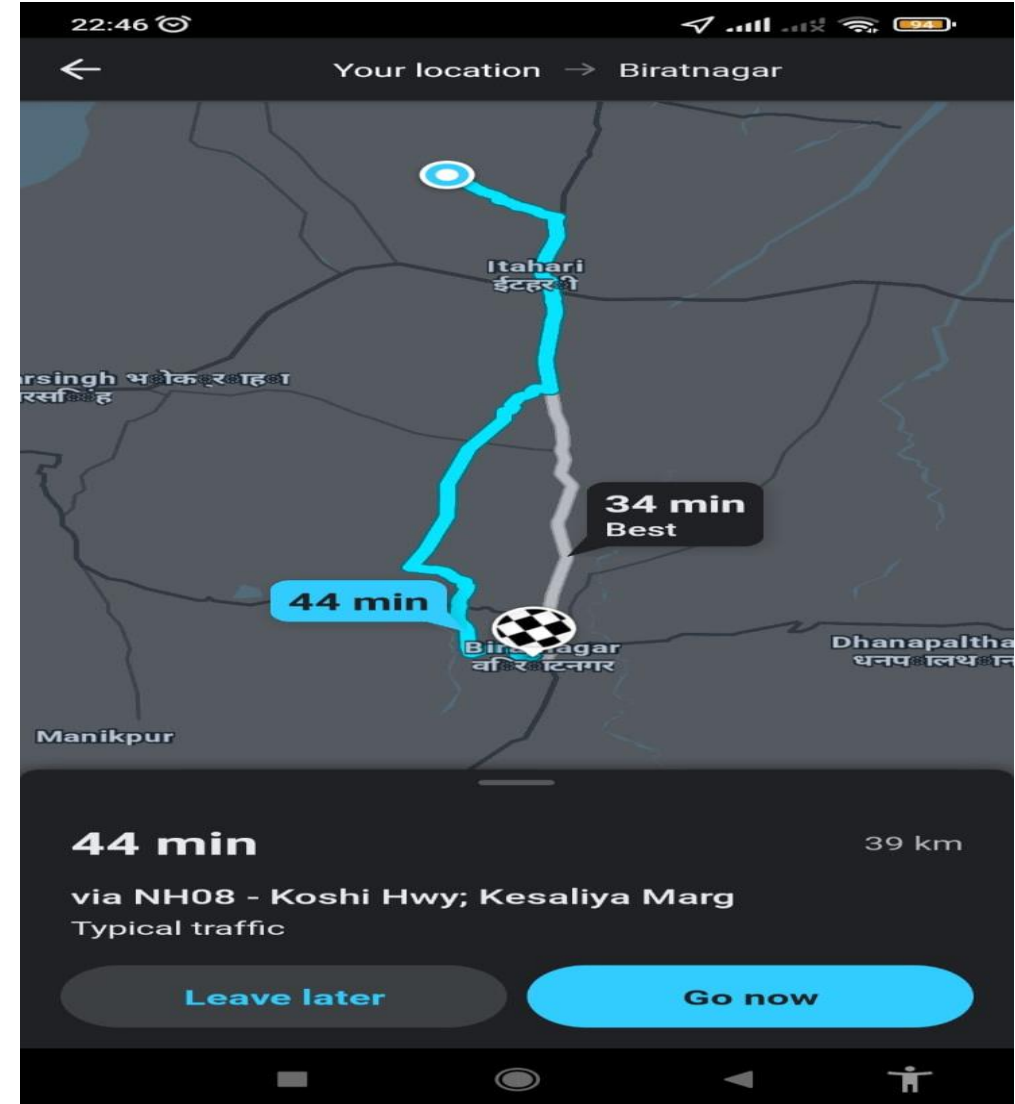 22:46
94
Your location → Biratnagar
Itahari
rsingh
34 min
Best
44 min
Dhanapaltha
Manikpur
44 min
39 km
via NH08 - Koshi Hwy; Kesaliya Marg
Typical traffic
Leave later
Go now